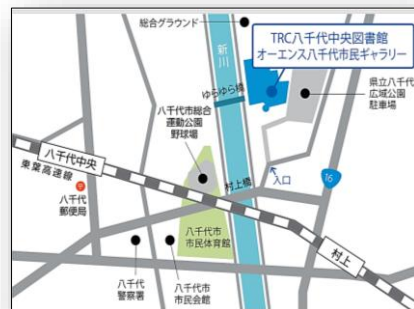 総合グラウンド
新川
TRC八千代中央図書館
オーエンス八千代市民ギャラリー
ゆらゆら橋
県立八千代
広域公園
駐車場
八千代市総合
運動公園
野球場
八千代中央
東葉高速線
村上橋
入口
16
八千代
郵便局
八千代市
市民体育館
村上
八千代
警察署
八千代市
市民会館